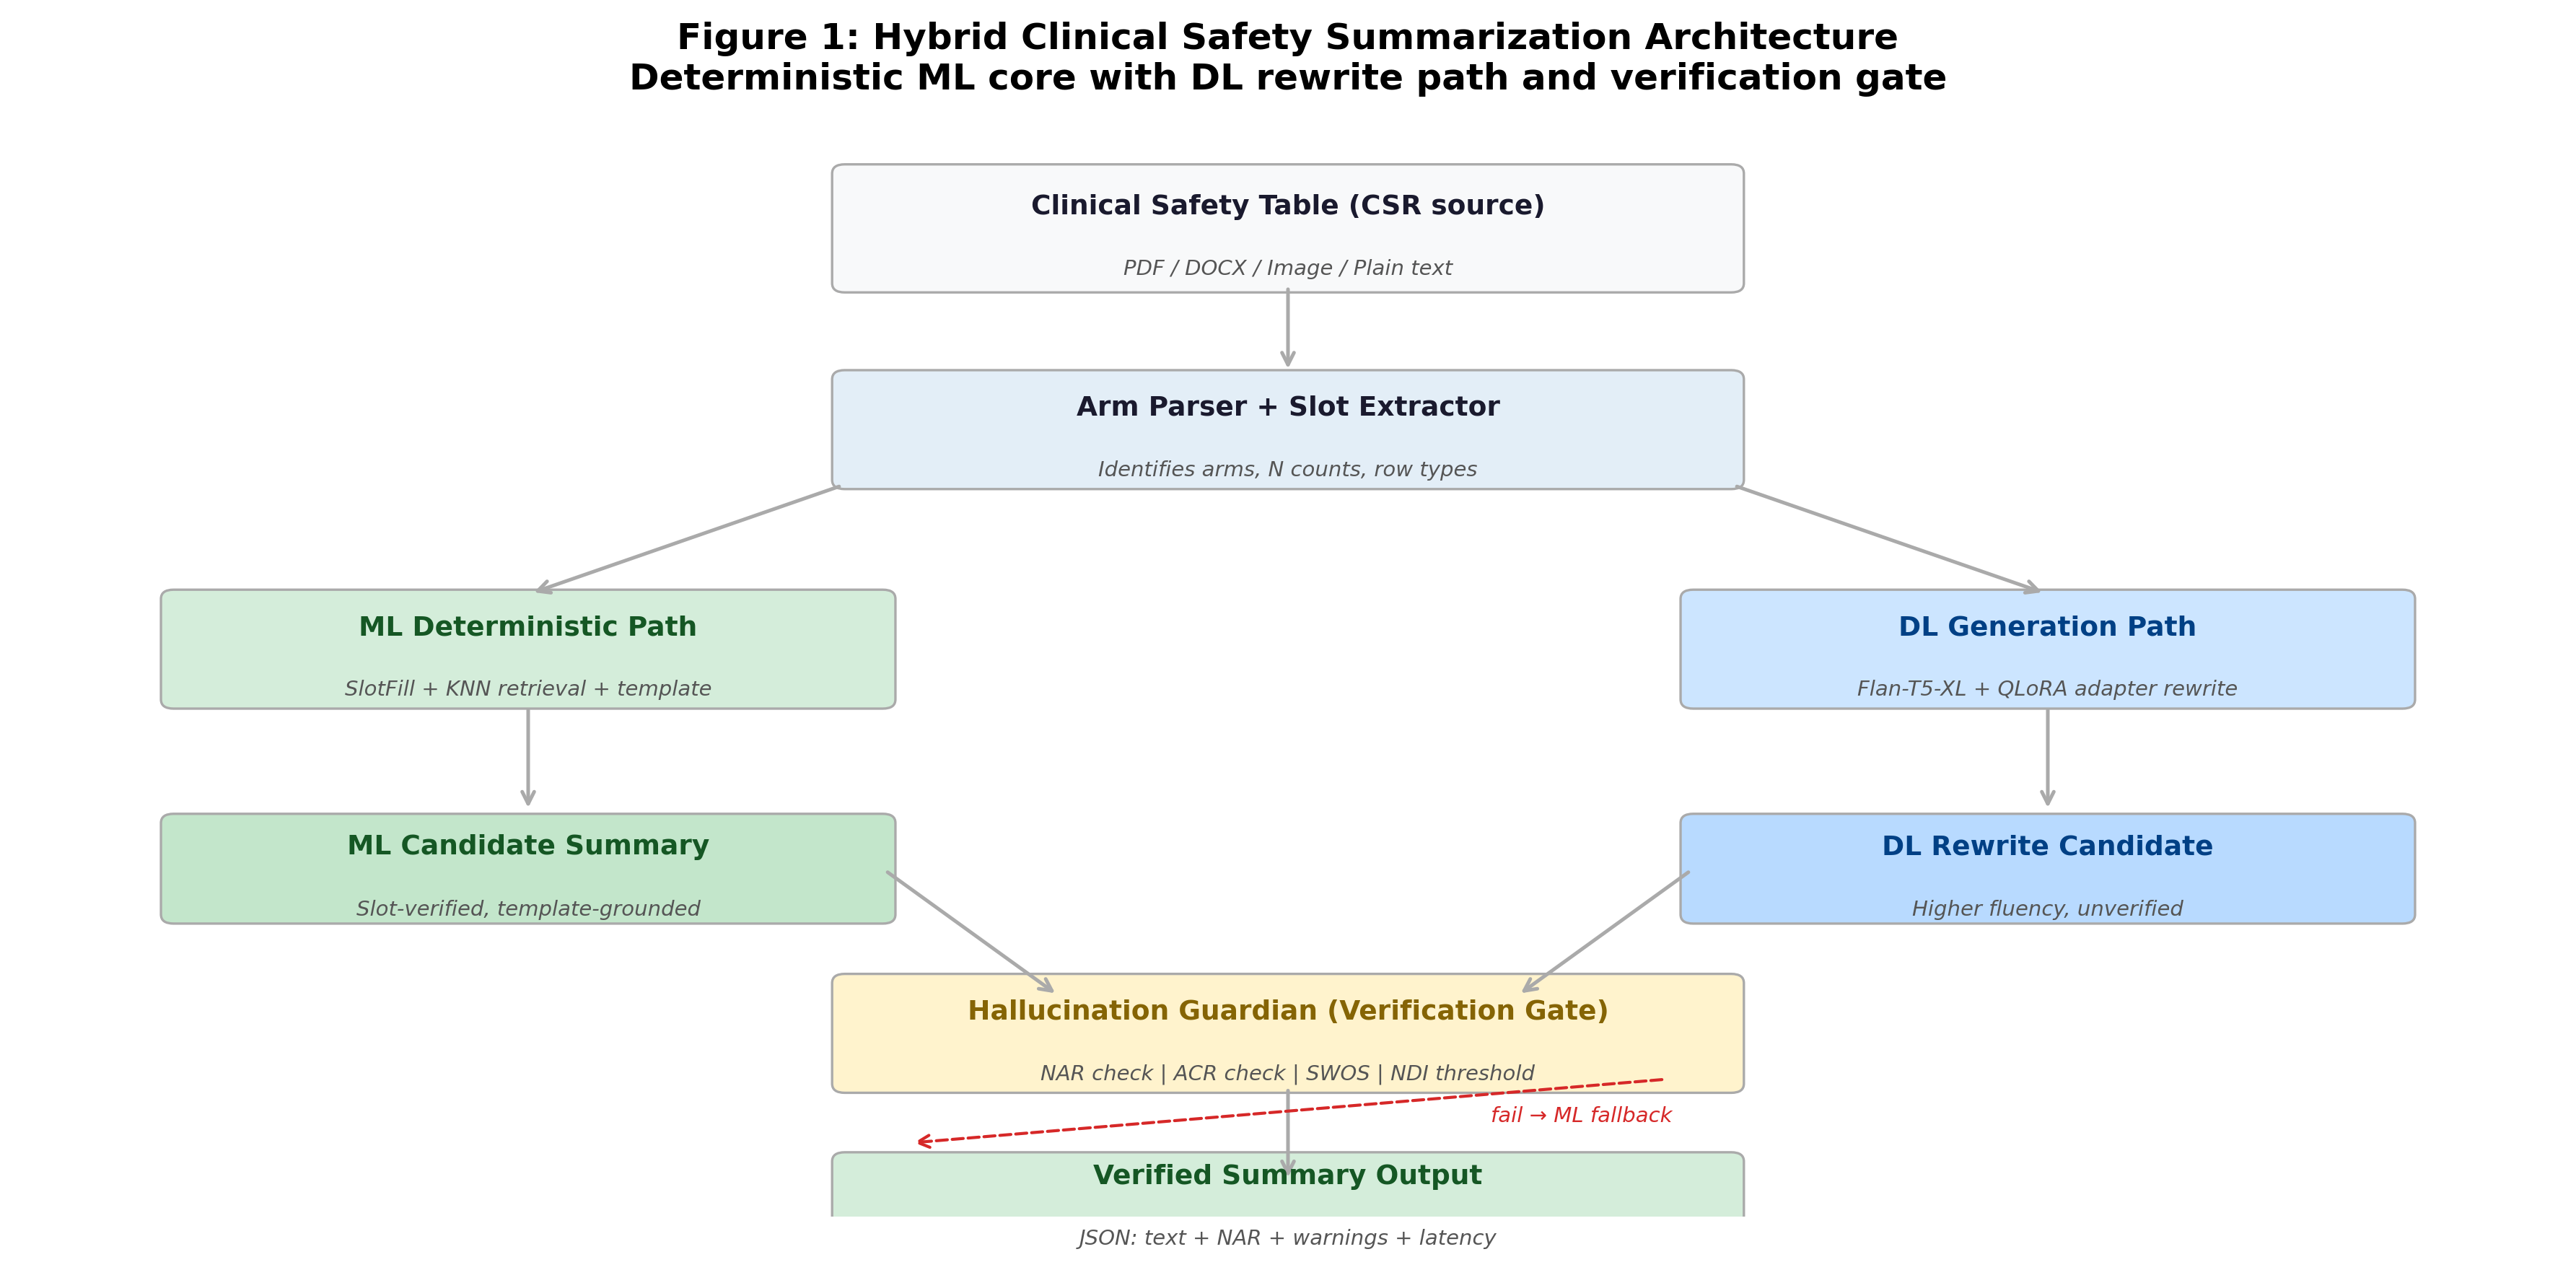 Figure 1: Hybrid Clinical Safety Summarization Architecture
Deterministic ML core with DL rewrite path and verification gate
Clinical Safety Table (CSR source)
PDF / DOCX / Image / Plain text
Arm Parser + Slot Extractor
Identifies arms, N counts, row types
ML Deterministic Path
SlotFill + KNN retrieval + template
DL Generation Path
Flan-T5-XL + QLoRA adapter rewrite
ML Candidate Summary
Slot-verified, template-grounded
DL Rewrite Candidate
Higher fluency, unverified
Hallucination Guardian (Verification Gate)
NAR check | ACR check | SWOS | NDI threshold
fail → ML fallback
Verified Summary Output
JSON: text + NAR + warnings + latency